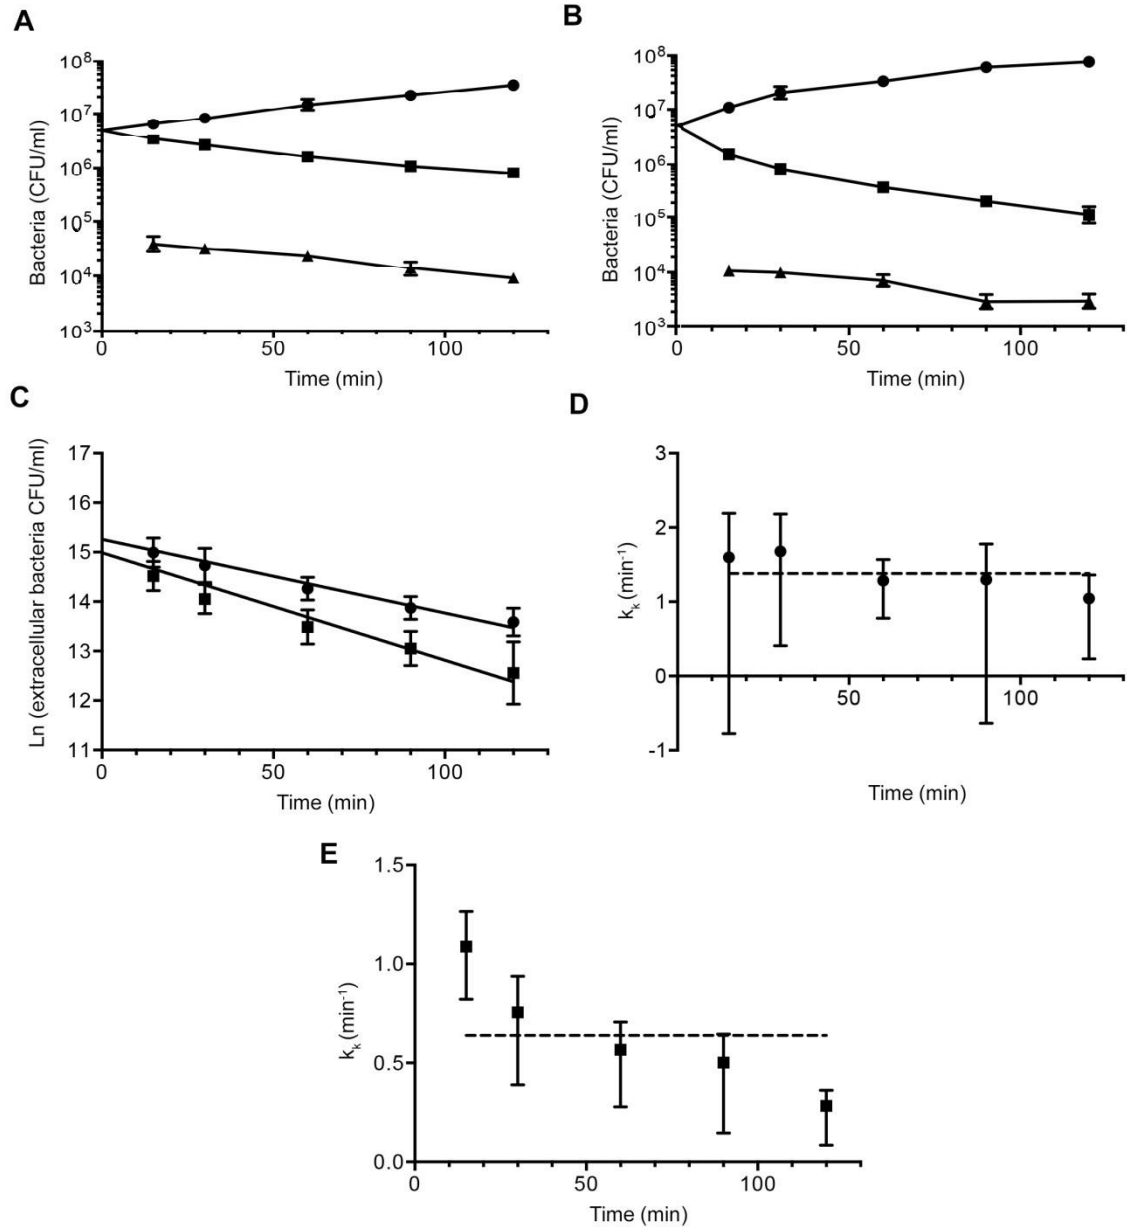 A
Bacteria (CFU/ml)
10⁸
10⁷
10⁶
10⁵
10⁴
10³
0 50 100
Time (min)
B
Bacteria (CFU/ml)
10⁸
10⁷
10⁶
10⁵
10⁴
10³
0 50 100
Time (min)
C
Ln (extracellular bacteria CFU/ml)
17
16
15
14
13
12
11
0 50 100
Time (min)
D
kₖ (min⁻¹)
3
2
1
0
-1
50 100
Time (min)
E
kₖ (min⁻¹)
1.5
1.0
0.5
0.0
0 50 100
Time (min)